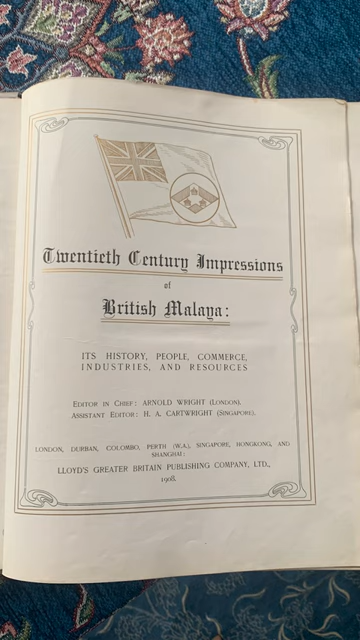 Twentieth Century Impressions
of
British Malaya:
ITS HISTORY, PEOPLE, COMMERCE,
INDUSTRIES, AND RESOURCES
EDITOR IN CHIEF: ARNOLD WRIGHT (LONDON).
ASSISTANT EDITOR: H. A. CARTWRIGHT (SINGAPORE).
LONDON, DURBAN, COLOMBO, PERTH (W.A.), SINGAPORE, HONGKONG, AND
SHANGHAI:
LLOYD'S GREATER BRITAIN PUBLISHING COMPANY, LTD.,
1908.